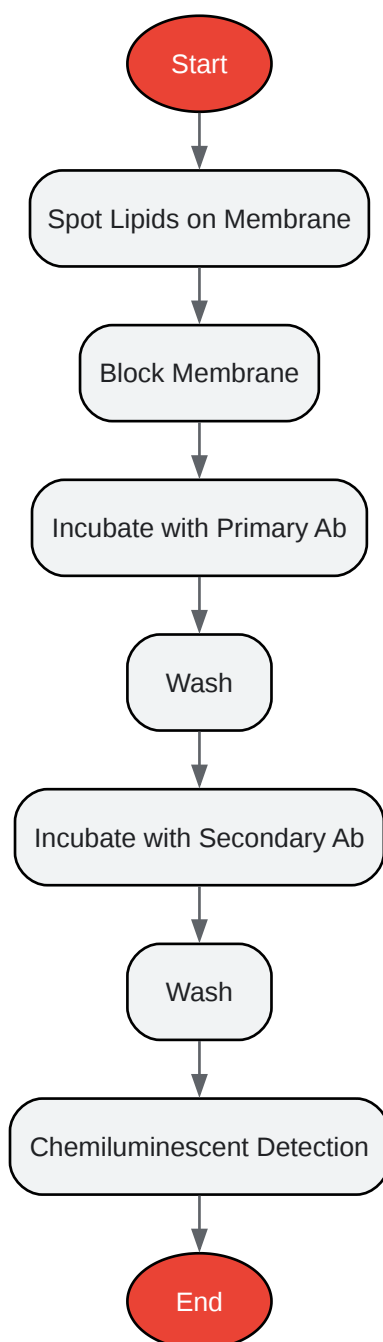 Start
Spot Lipids on Membrane
Block Membrane
Incubate with Primary Ab
Wash
Incubate with Secondary Ab
Wash
Chemiluminescent Detection
End